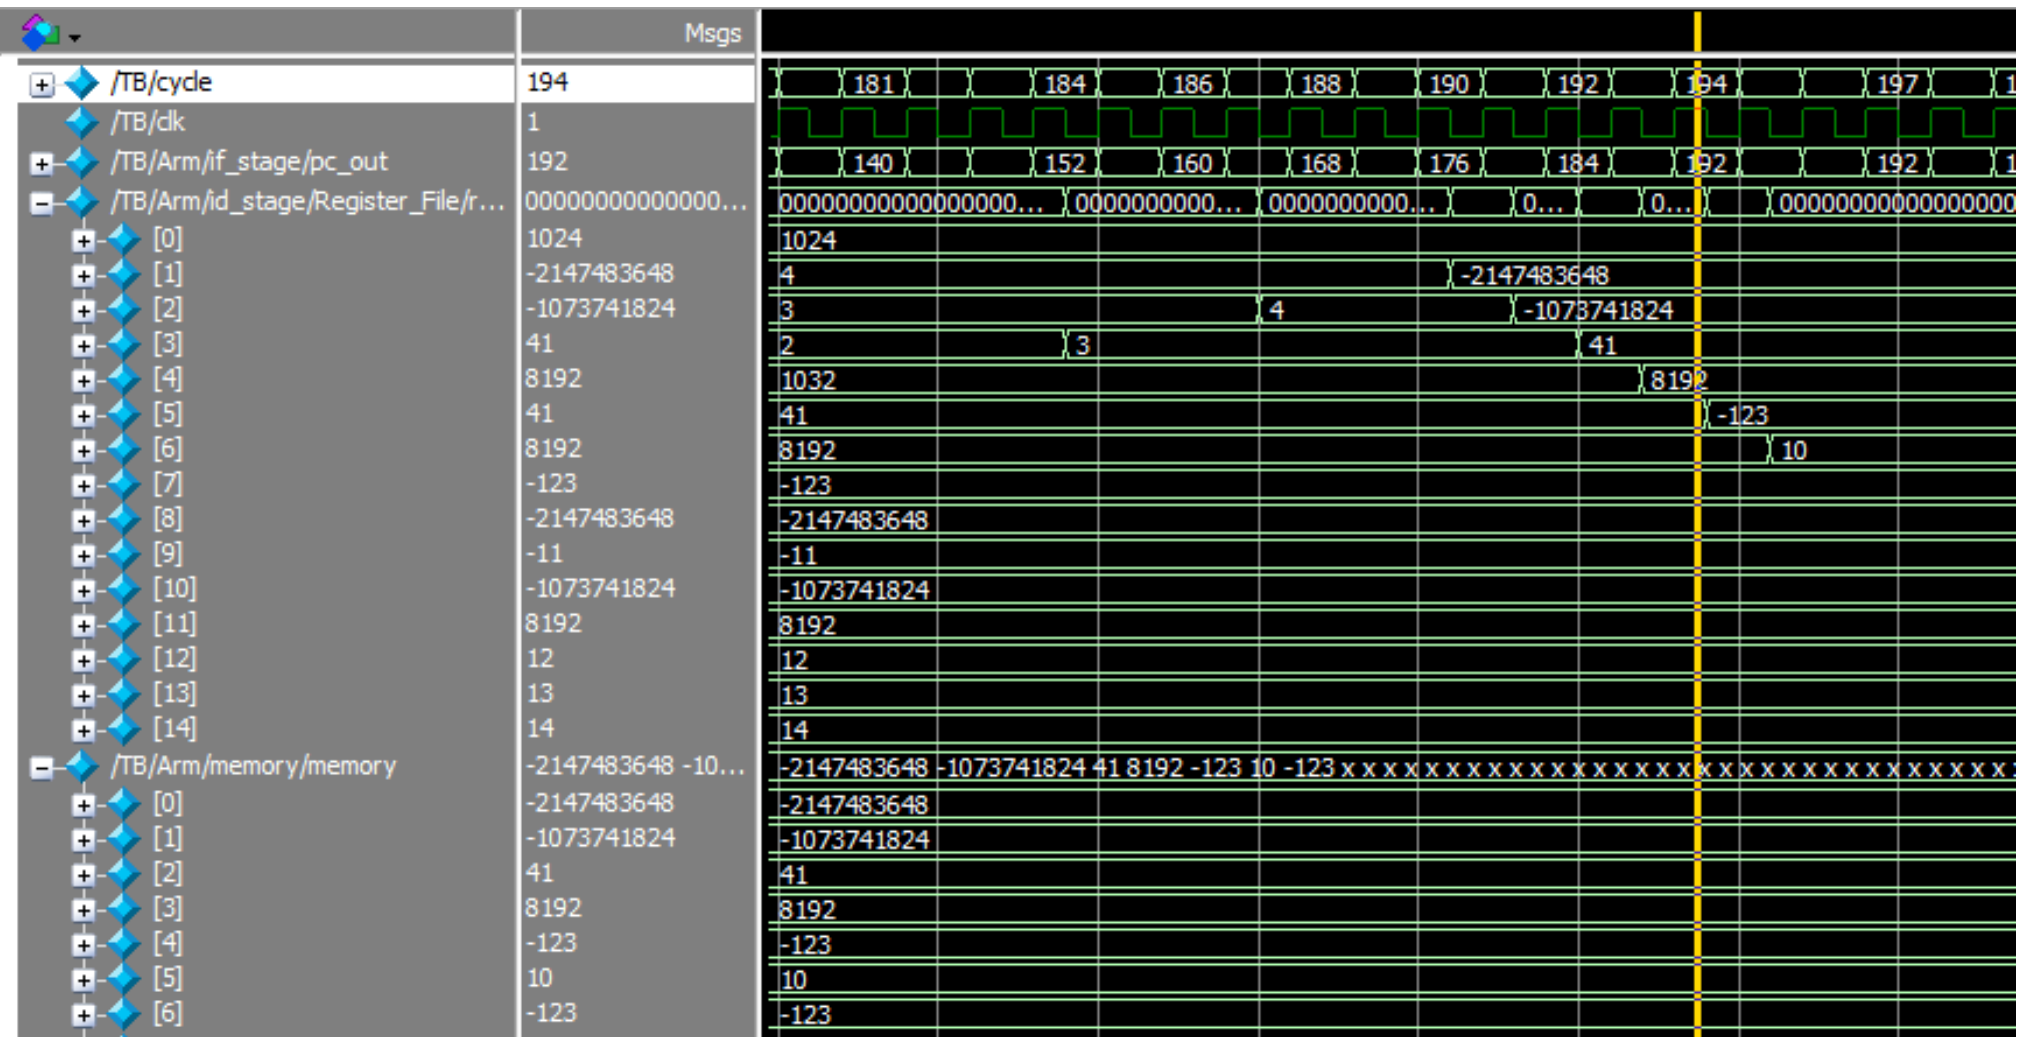 Msgs
/TB/cycle 194 181 184 186 188 190 192 194 197 1
/TB/clk 1
/TB/Arm/if_stage/pc_out 192 140 152 160 168 176 184 192 192 1
/TB/Arm/id_stage/Register_File/r... 00000000000000... 00000000000000000... 0000000000... 0000000000... 0... 0... 00000000000000000
[0] 1024 1024
[1] -2147483648 4 -2147483648
[2] -1073741824 3 4 -1073741824
[3] 41 2 3 41
[4] 8192 1032 8192
[5] 41 41 -123
[6] 8192 8192 10
[7] -123 -123
[8] -2147483648 -2147483648
[9] -11 -11
[10] -1073741824 -1073741824
[11] 8192 8192
[12] 12 12
[13] 13 13
[14] 14 14
/TB/Arm/memory/memory -2147483648 -10... -2147483648 -1073741824 41 8192 -123 10 -123 x x x x x x x x x x x x x x x x x x x x x x x x x x x x x x x x
[0] -2147483648 -2147483648
[1] -1073741824 -1073741824
[2] 41 41
[3] 8192 8192
[4] -123 -123
[5] 10 10
[6] -123 -123